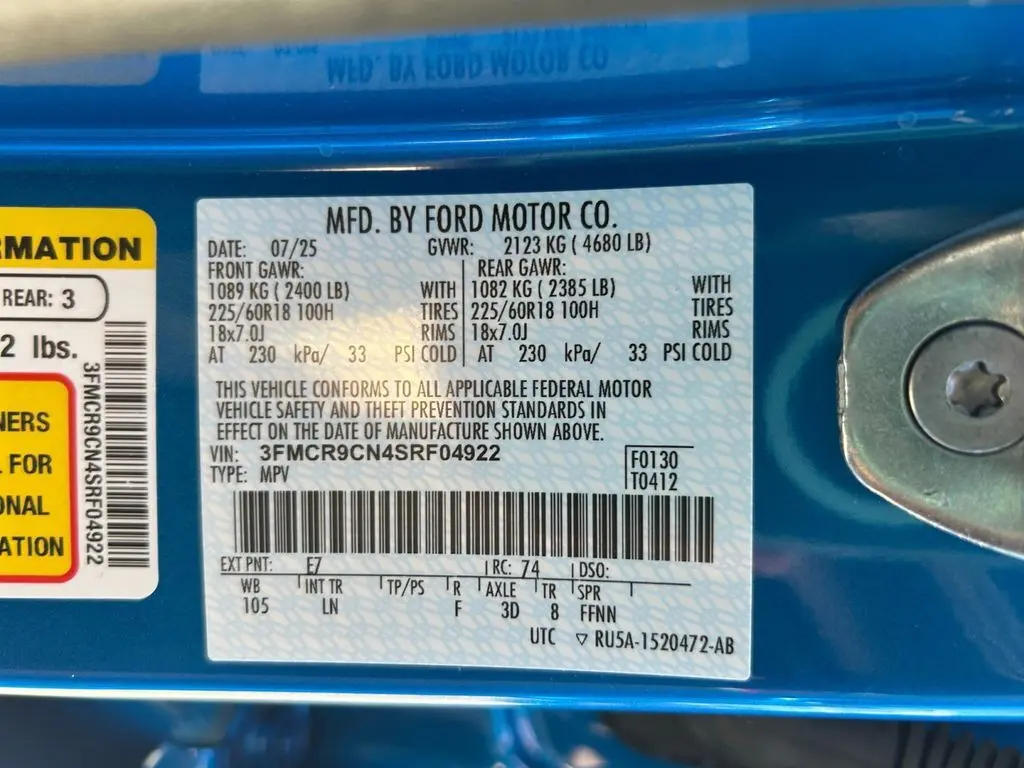 MFD. BY FORD MOTOR CO
RMATION
REAR: 3
2 lbs.
3FMCR9CN4SRF04922
NERS
FOR
ONAL
ATION
MFD. BY FORD MOTOR CO.
DATE: 07/25 GVWR: 2123 KG ( 4680 LB)
FRONT GAWR: REAR GAWR:
1089 KG ( 2400 LB) WITH 1082 KG ( 2385 LB) WITH
225/60R18 100H TIRES 225/60R18 100H TIRES
18x7.0J RIMS 18x7.0J RIMS
AT 230 kPa/ 33 PSI COLD AT 230 kPa/ 33 PSI COLD
THIS VEHICLE CONFORMS TO ALL APPLICABLE FEDERAL MOTOR
VEHICLE SAFETY AND THEFT PREVENTION STANDARDS IN
EFFECT ON THE DATE OF MANUFACTURE SHOWN ABOVE.
VIN: 3FMCR9CN4SRF04922
TYPE: MPV
F0130
T0412
EXT PNT: E7 RC: 74 DSO:
WB INT TR TP/PS R AXLE TR SPR
105 LN F 3D 8 FFNN
UTC ▽ RU5A-1520472-AB